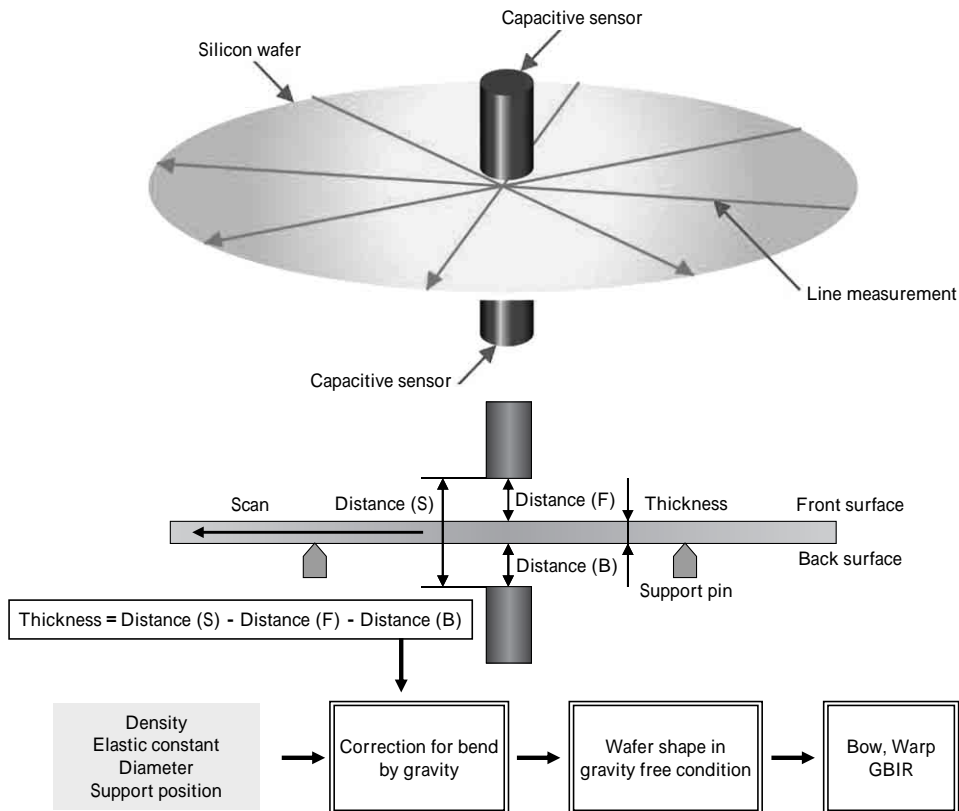 Capacitive sensor
Silicon wafer
Line measurement
Capacitive sensor
Scan
Distance (S)
Distance (F)
Thickness
Front surface
Distance (B)
Back surface
Support pin
Thickness = Distance (S) - Distance (F) - Distance (B)
Density
Elastic constant
Diameter
Support position
Correction for bend
by gravity
Wafer shape in
gravity free condition
Bow, Warp
GBIR